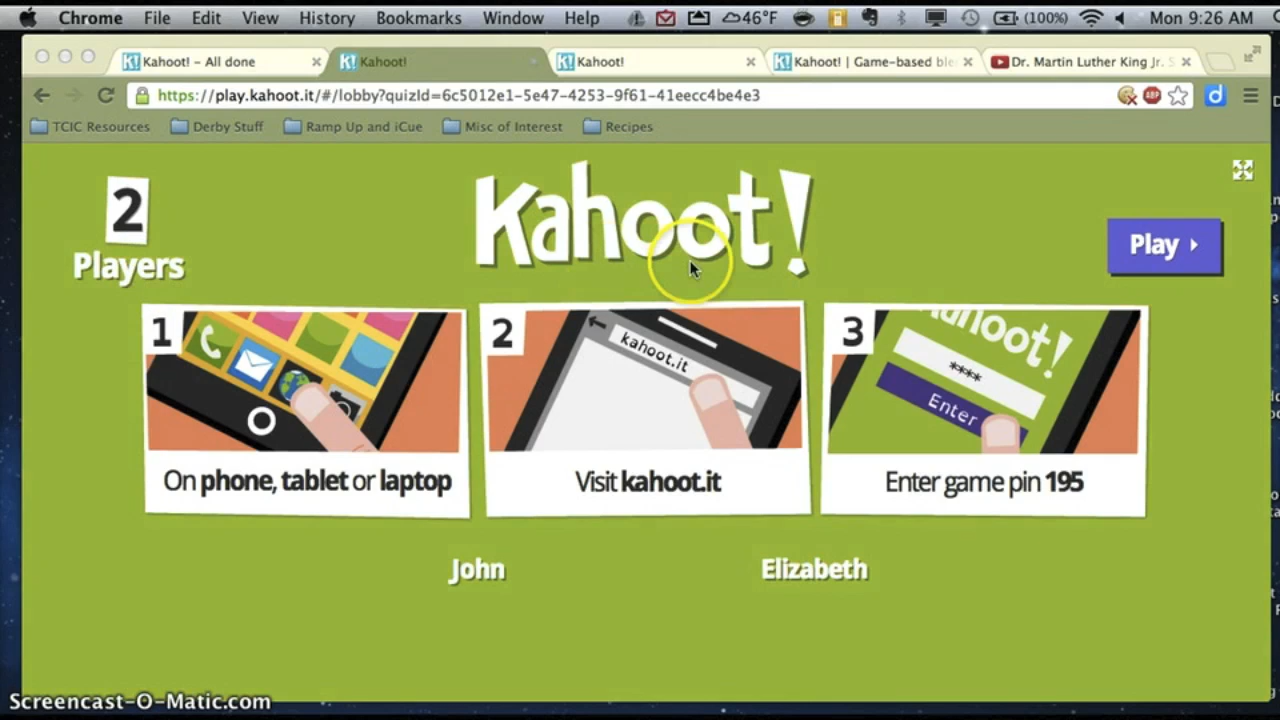 Chrome File Edit View History Bookmarks Window Help 46°F (100%) Mon 9:26 AM
Kahoot! - All done
Kahoot!
Kahoot!
Kahoot! | Game-based ble
Dr. Martin Luther King Jr. S
https://play.kahoot.it/#/lobby?quizId=6c5012e1-5e47-4253-9f61-41eecc4be4e3
ABP
d
TCIC Resources Derby Stuff Ramp Up and iCue Misc of Interest Recipes
2
Players
Kahoot!
Play
1
On phone, tablet or laptop
2
kahoot.it
Visit kahoot.it
3
Kahoot!
****
Enter
Enter game pin 195
John Elizabeth
Screencast-O-Matic.com